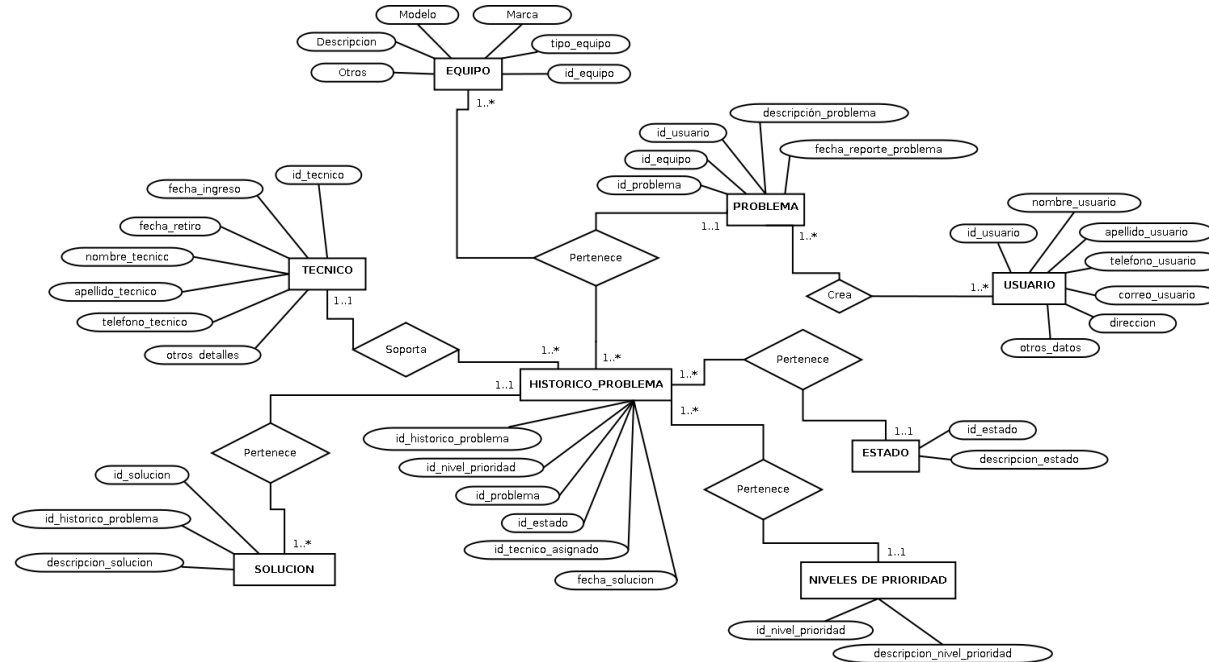 Modelo
Marca
Descripcion
tipo_equipo
Otros
EQUIPO
id_equipo
1..*
descripción_problema
id_usuario
fecha_reporte_problema
id_equipo
id_problema
PROBLEMA
1..1
1..*
id_tecnico
fecha_ingreso
fecha_retiro
nombre_tecnicc
apellido_tecnico
telefono_tecnico
otros detalles
TECNICO
1..1
Pertenece
nombre_usuario
id_usuario
apellido_usuario
telefono_usuario
correo_usuario
direccion
otros_datos
USUARIO
1..*
Crea
Soporta
1..*
1..*
HISTORICO_PROBLEMA
1..1
1..*
1..*
Pertenece
1..1
ESTADO
id_estado
descripcion_estado
id_historico_problema
id_nivel_prioridad
id_problema
id_estado
id_tecnico_asignado
fecha_solucion
Pertenece
Pertenece
id_solucion
id_historico_problema
descripcion_solucion
1..*
SOLUCION
1..1
NIVELES DE PRIORIDAD
id_nivel_prioridad
descripcion_nivel_prioridad